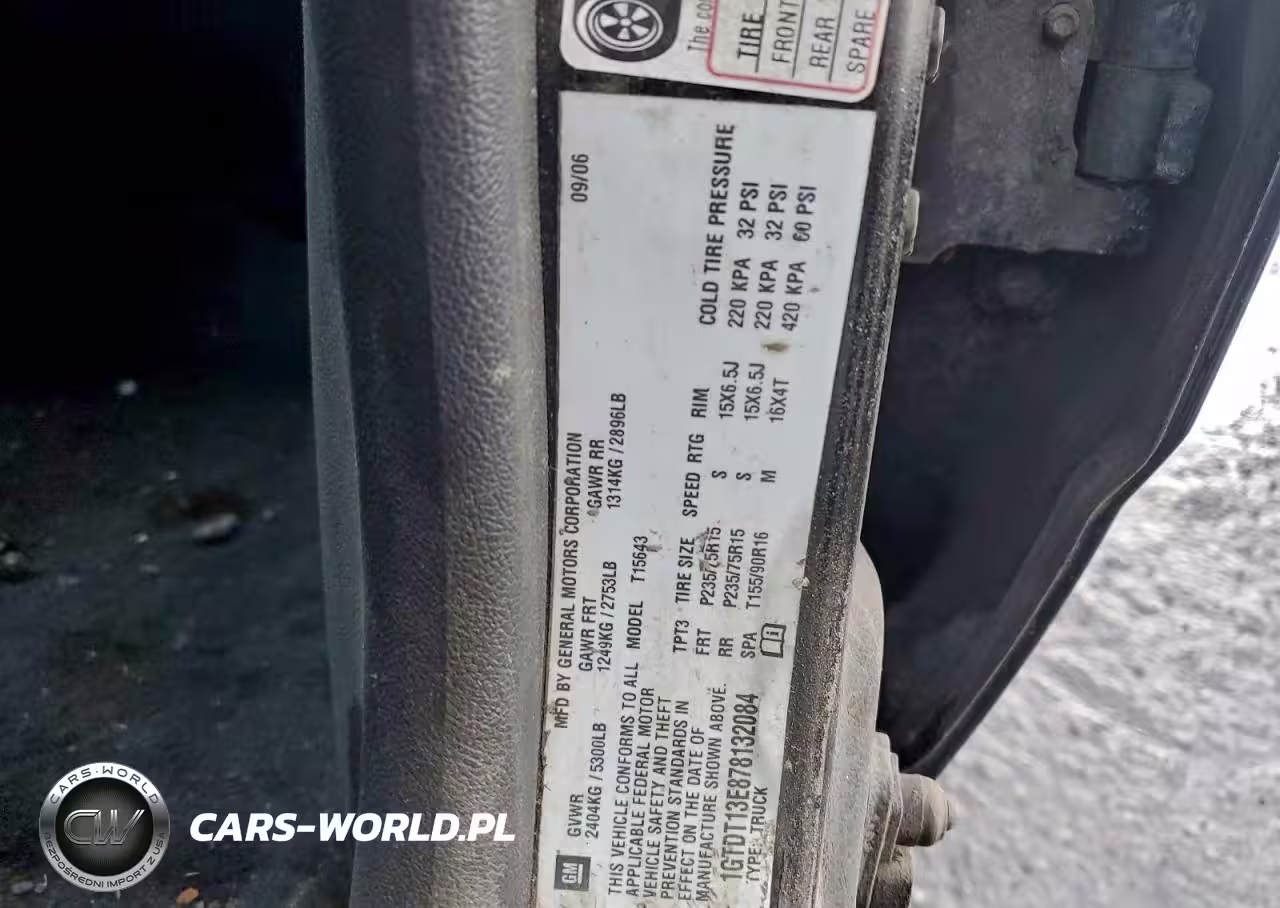 The co
TIRE
FRONT
REAR
SPARE
MFD BY GENERAL MOTORS CORPORATION 09/06
GM
GVWR GAWR FRT GAWR RR
2404KG / 5300LB 1249KG / 2753LB 1314KG / 2896LB
THIS VEHICLE CONFORMS TO ALL
APPLICABLE FEDERAL MOTOR
VEHICLE SAFETY AND THEFT
PREVENTION STANDARDS IN
EFFECT ON THE DATE OF
MANUFACTURE SHOWN ABOVE.
1GTDT13E878132084
TYPE: TRUCK
MODEL T15643
TPT3 TIRE SIZE SPEED RTG RIM COLD TIRE PRESSURE
FRT P235/75R15 S 15X6.5J 220 KPA 32 PSI
RR P235/75R15 S 15X6.5J 220 KPA 32 PSI
SPA T155/90R16 M 16X4T 420 KPA 60 PSI
CARS-WORLD
CW
BEZPOŚREDNI IMPORT Z USA
CARS-WORLD.PL